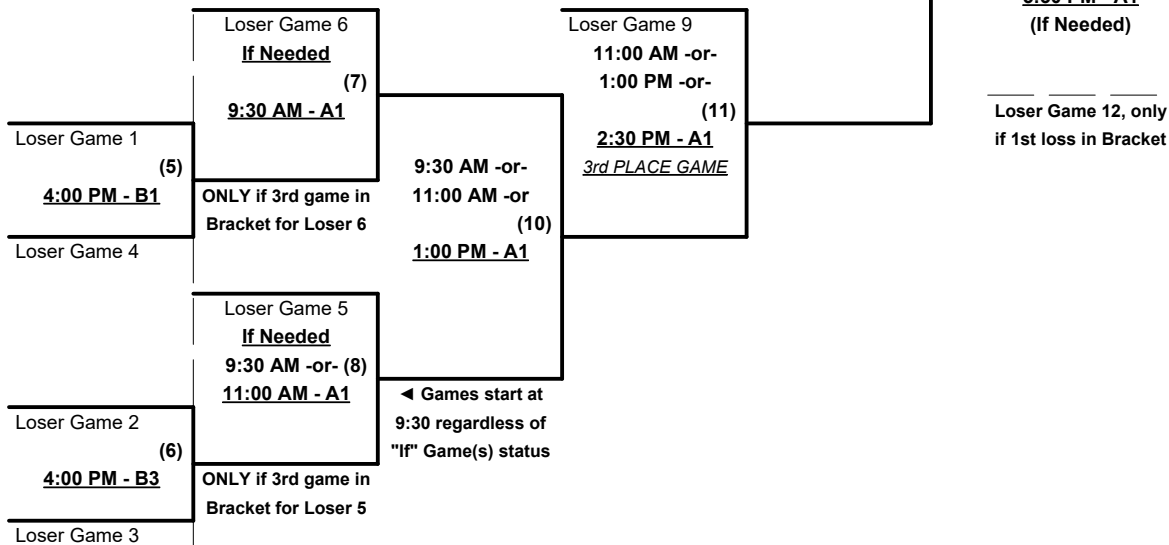 Loser Game 6
If Needed
(7)
9:30 AM - A1
Loser Game 1
(5)
4:00 PM - B1
ONLY if 3rd game in
Bracket for Loser 6
Loser Game 4
Loser Game 5
If Needed
9:30 AM -or- (8)
11:00 AM - A1
Loser Game 2
(6)
4:00 PM - B3
ONLY if 3rd game in
Bracket for Loser 5
Loser Game 3
9:30 AM -or-
11:00 AM -or
(10)
1:00 PM - A1
◄ Games start at
9:30 regardless of
"If" Game(s) status
Loser Game 9
11:00 AM -or-
1:00 PM -or-
(11)
2:30 PM - A1
3rd PLACE GAME
(If Needed)
Loser Game 12, only
if 1st loss in Bracket